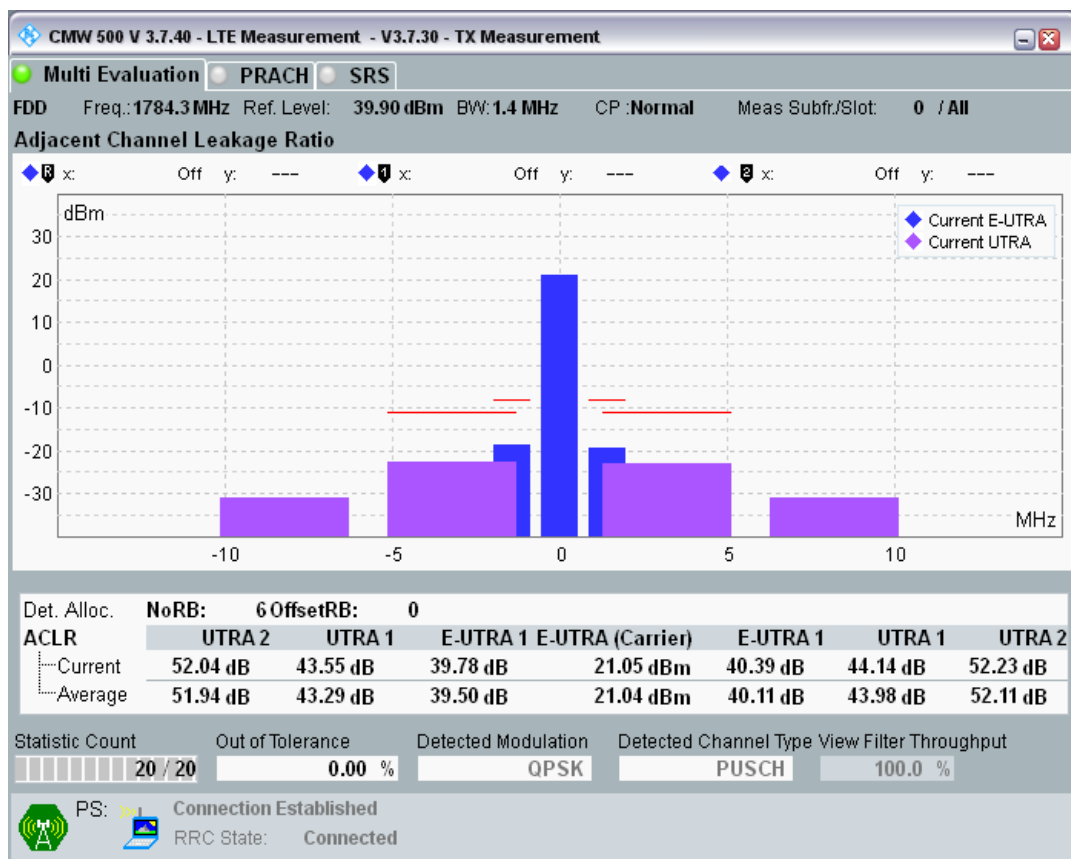 CMW 500 V 3.7.40 - LTE Measurement - V3.7.30 - TX Measurement
Multi Evaluation PRACH SRS
FDD Freq.: 1784.3 MHz Ref. Level: 39.90 dBm BW: 1.4 MHz CP :Normal Meas Subfr./Slot: 0 / All
Adjacent Channel Leakage Ratio
R x: Off y: --- 1 x: Off y: --- 2 x: Off y: ---
dBm
Current E-UTRA
Current UTRA
30
20
10
0
-10
-20
-30
MHz
-10 -5 0 5 10
Det. Alloc. NoRB: 6 OffsetRB: 0
ACLR UTRA 2 UTRA 1 E-UTRA 1 E-UTRA (Carrier) E-UTRA 1 UTRA 1 UTRA 2
Current 52.04 dB 43.55 dB 39.78 dB 21.05 dBm 40.39 dB 44.14 dB 52.23 dB
Average 51.94 dB 43.29 dB 39.50 dB 21.04 dBm 40.11 dB 43.98 dB 52.11 dB
Statistic Count Out of Tolerance Detected Modulation Detected Channel Type View Filter Throughput
20 / 20 0.00 % QPSK PUSCH 100.0 %
PS: Connection Established
RRC State: Connected